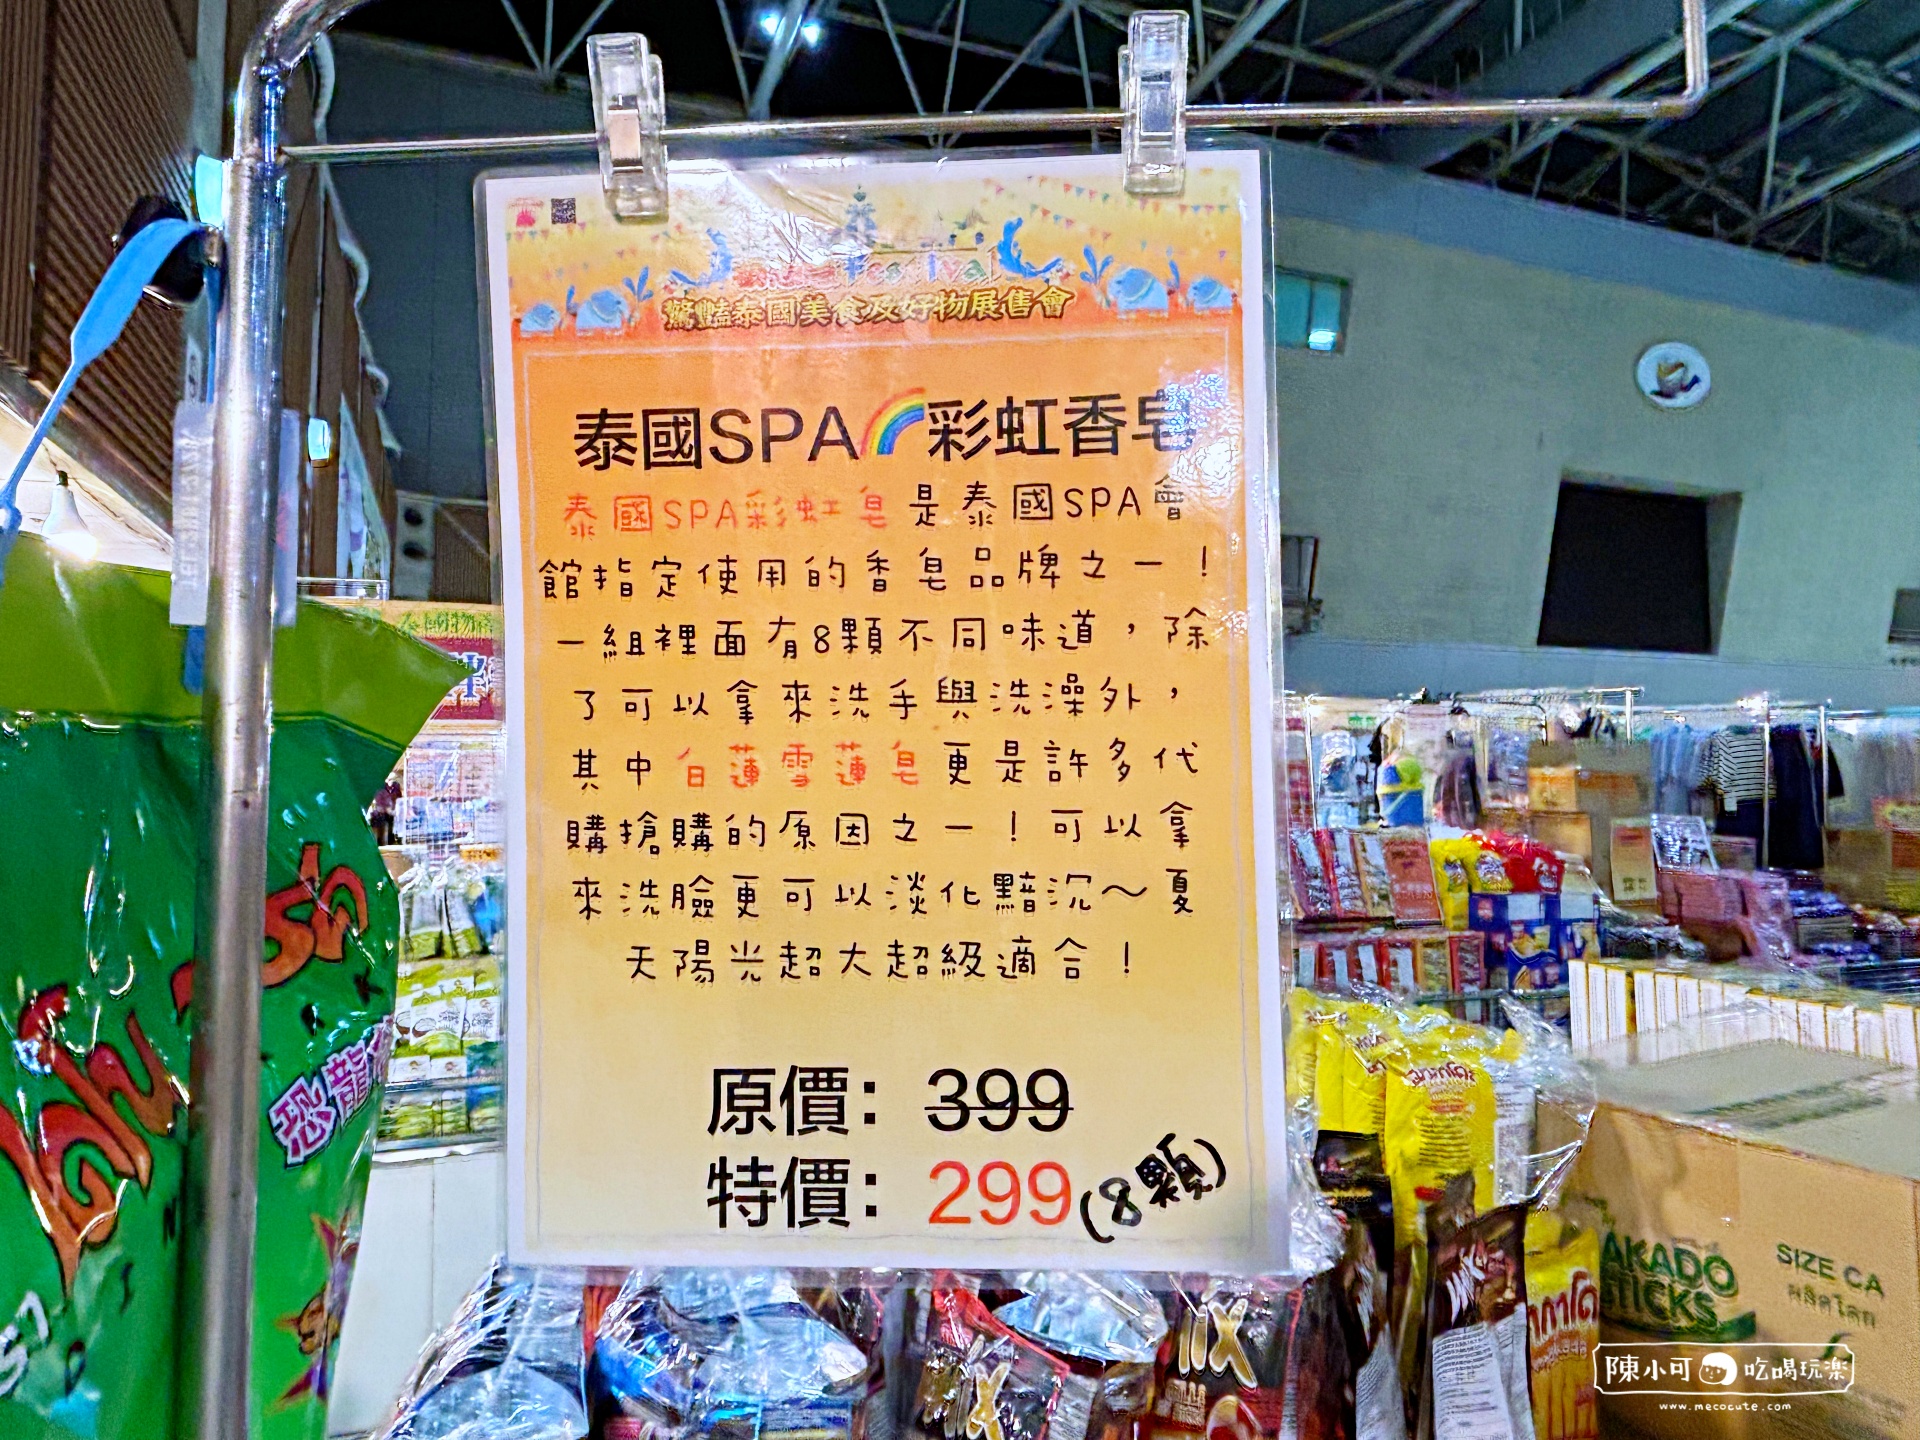 Festival
驚豔泰國美食及好物展售會
泰國SPA🌈彩虹香皂
泰國SPA彩虹皂是泰國SPA會
館指定使用的香皂品牌之一！
一組裡面有8顆不同味道，除
了可以拿來洗手與洗澡外，
其中白蓮雪蓮皂更是許多代
購搶購的原因之一！可以拿
來洗臉更可以淡化黯沉～夏
天陽光超大超級適合！
原價：399
特價：299(8顆)
恐龍
AKADO
STICKS
SIZE CA
陳小可 吃喝玩樂
www.mecocute.com